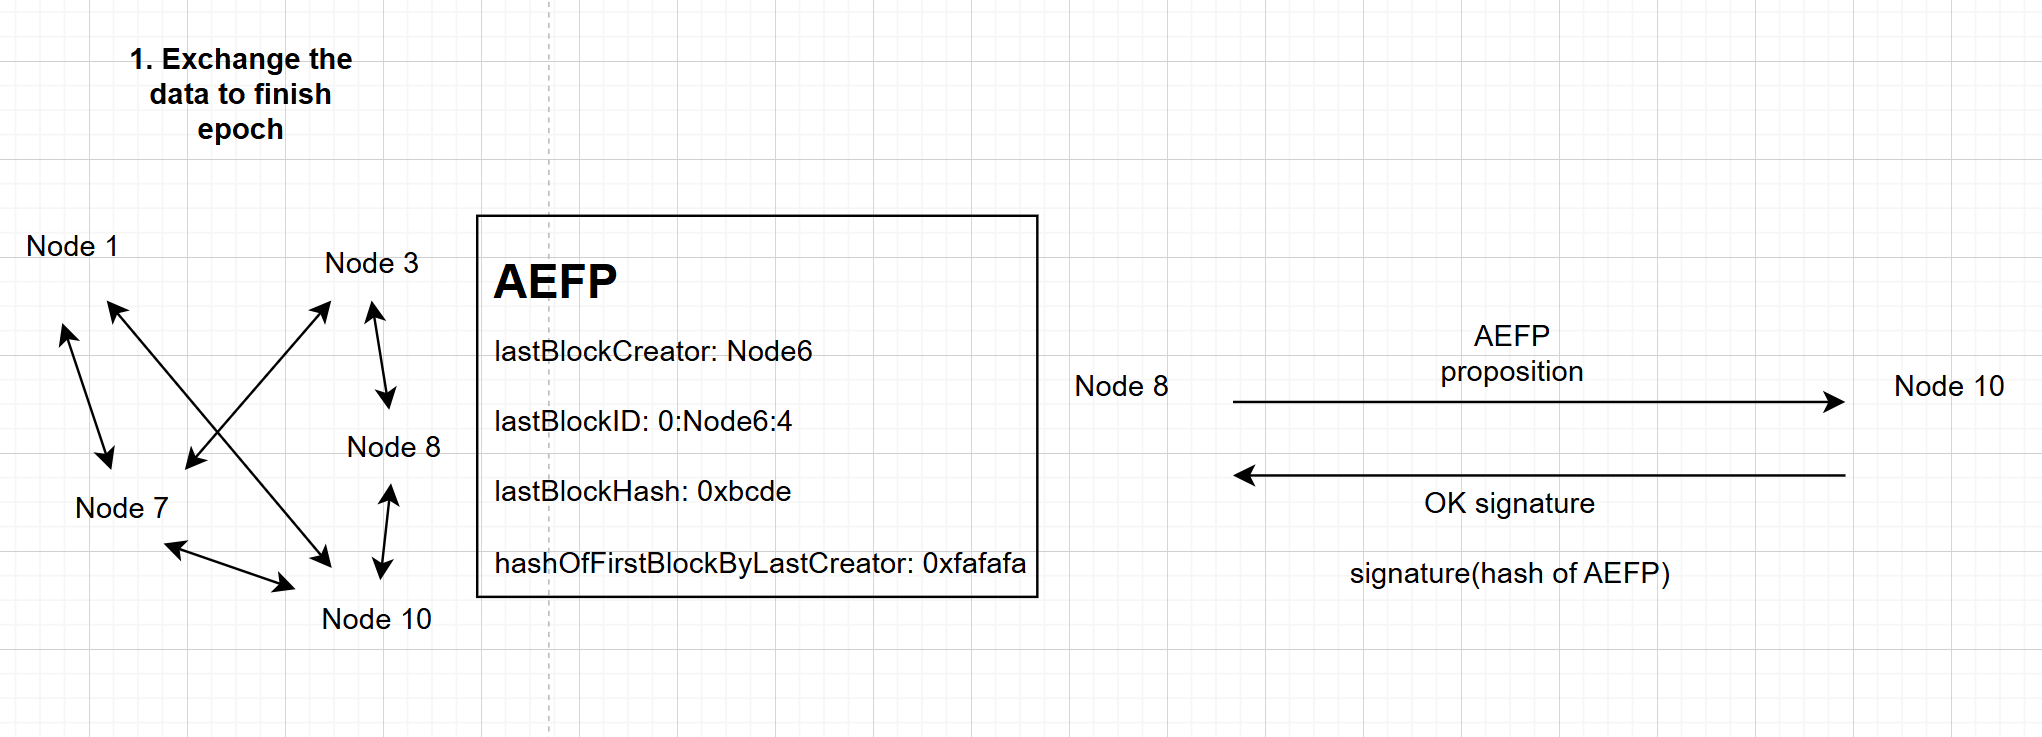 1. Exchange the
data to finish
epoch
Node 1
Node 3
Node 8
Node 7
Node 10
AEFP
lastBlockCreator: Node6
lastBlockID: 0:Node6:4
lastBlockHash: 0xbcde
hashOfFirstBlockByLastCreator: 0xfafafa
Node 8
AEFP
proposition
Node 10
OK signature
signature(hash of AEFP)